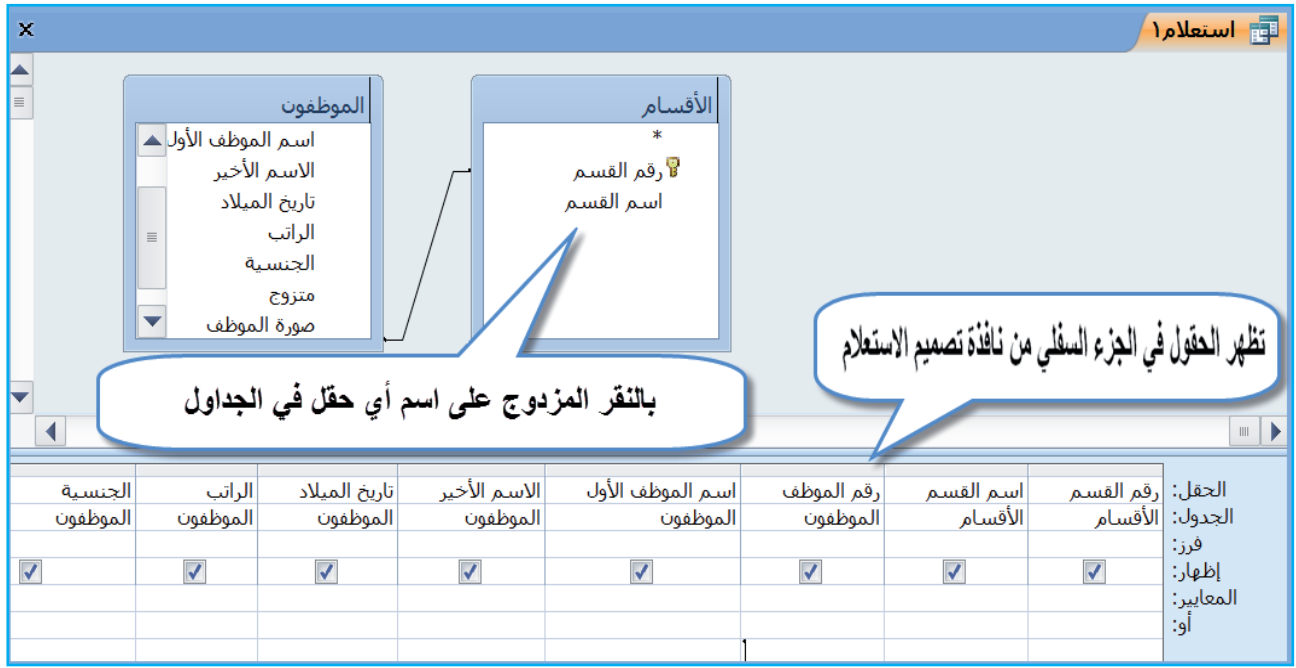 استعلام١
الأقسام
*
رقم القسم
اسم القسم
الموظفون
اسم الموظف الأول
الاسم الأخير
تاريخ الميلاد
الراتب
الجنسية
متزوج
صورة الموظف
تظهر الحقول في الجزء السفلي من نافذة تصميم الاستعلام
بالنقر المزدوج على اسم أي حقل في الجداول
الحقل: رقم القسم اسم القسم رقم الموظف اسم الموظف الأول الاسم الأخير تاريخ الميلاد الراتب الجنسية
الجدول: الأقسام الأقسام الموظفون الموظفون الموظفون الموظفون الموظفون الموظفون
فرز:
إظهار:
المعايير:
أو: